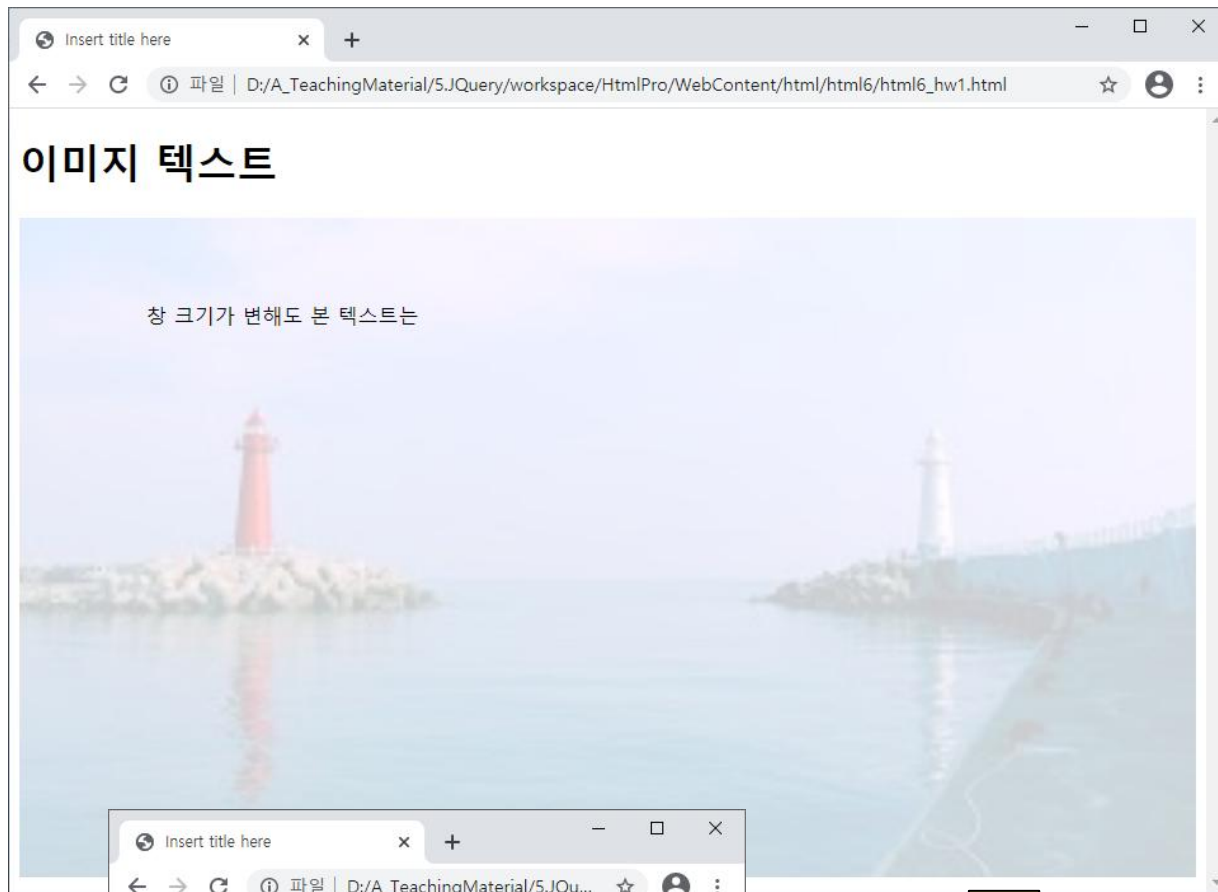 Insert title here
파일 | D:/A_TeachingMaterial/5.JQuery/workspace/HtmlPro/WebContent/html/html6/html6_hw1.html
이미지 텍스트
창 크기가 변해도 본 텍스트는
Insert title here
파일 | D:/A_TeachingMaterial/5.JQu...